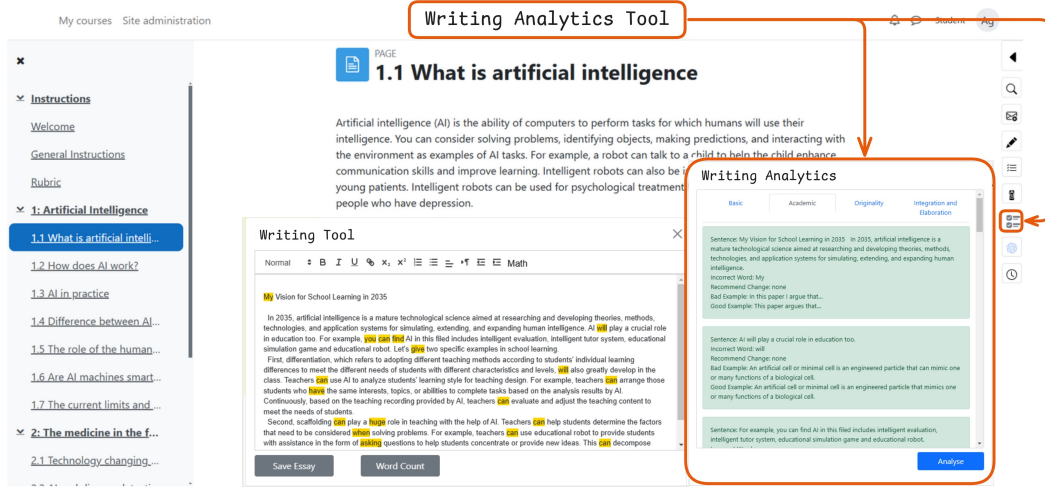 My courses Site administration
Writing Analytics Tool
Student Ag
Instructions
Welcome
General Instructions
Rubric
1: Artificial Intelligence
1.1 What is artificial intelli...
1.2 How does AI work?
1.3 AI in practice
1.4 Difference between AI...
1.5 The role of the human...
1.6 Are AI machines smart...
1.7 The current limits and ...
2: The medicine in the f...
2.1 Technology changing ...
PAGE
1.1 What is artificial intelligence
Artificial intelligence (AI) is the ability of computers to perform tasks for which humans will use their
intelligence. You can consider solving problems, identifying objects, making predictions, and interacting with
the environment as examples of AI tasks. For example, a robot can talk to a child to help the child enhance
communication skills and improve learning. Intelligent robots can also be
young patients. Intelligent robots can be used for psychological treatment
people who have depression.
Writing Tool
Normal B I U x₂ x² Math
My Vision for School Learning in 2035
In 2035, artificial intelligence is a mature technological science aimed at researching and developing theories, methods,
technologies, and application systems for simulating, extending, and expanding human intelligence. AI will play a crucial role
in education too. For example, you can find AI in this filed includes intelligent evaluation, intelligent tutor system, educational
simulation game and educational robot. Let's give two specific examples in school learning.
First, differentiation, which refers to adopting different teaching methods according to students' individual learning
differences to meet the different needs of students with different characteristics and levels, will also greatly develop in the
class. Teachers can use AI to analyze students' learning style for teaching design. For example, teachers can arrange those
students who have the same interests, topics, or abilities to complete tasks based on the analysis results by AI.
Continuously, based on the teaching recording provided by AI, teachers can evaluate and adjust the teaching content to
meet the needs of students.
Second, scaffolding can play a huge role in teaching with the help of AI. Teachers can help students determine the factors
that need to be considered when solving problems. For example, teachers can use educational robot to provide students
with assistance in the form of asking questions to help students concentrate or provide new ideas. This can decompose
Save Essay Word Count
Writing Analytics
Basic Academic Originality Integration and
Elaboration
Sentence: My Vision for School Learning in 2035 In 2035, artificial intelligence is a
mature technological science aimed at researching and developing theories, methods,
technologies, and application systems for simulating, extending, and expanding human
intelligence.
Incorrect Word: My
Recommend Change: none
Bad Example: In this paper I argue that...
Good Example: This paper argues that...
Sentence: AI will play a crucial role in education too.
Incorrect Word: will
Recommend Change: none
Bad Example: An artificial cell or minimal cell is an engineered particle that can mimic one
or many functions of a biological cell.
Good Example: An artificial cell or minimal cell is an engineered particle that mimics one
or many functions of a biological cell.
Sentence: For example, you can find AI in this filed includes intelligent evaluation,
intelligent tutor system, educational simulation game and educational robot.
Analyse